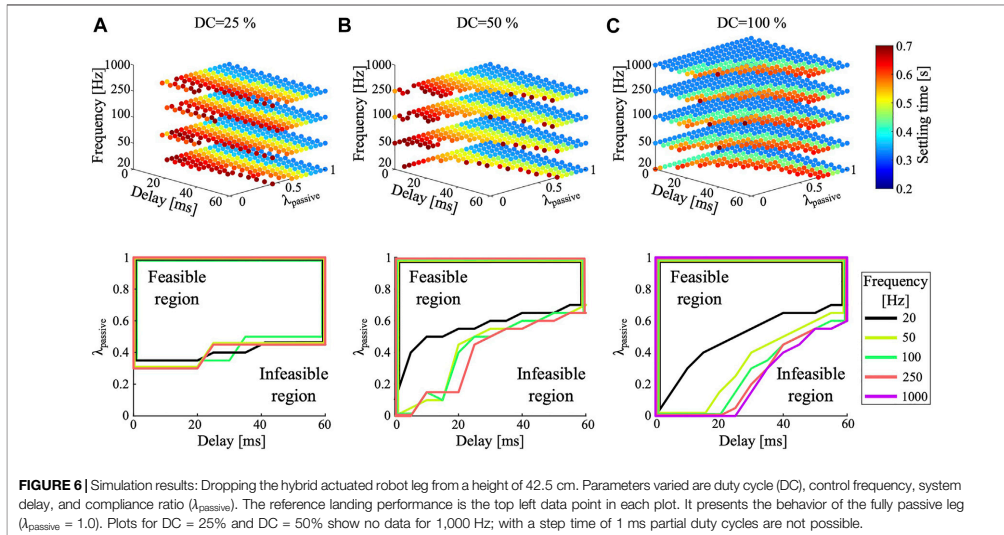 A
DC=25 %
B
DC=50 %
C
DC=100 %
Frequency [Hz]
1000
250
100
50
20
0
20
40
60
Delay [ms]
0
0.5
1
λpassive
Frequency [Hz]
1000
250
100
50
20
0
20
40
60
Delay [ms]
0
0.5
1
λpassive
Frequency [Hz]
1000
250
100
50
20
0
20
40
60
Delay [ms]
0
0.5
1
λpassive
0.7
0.6
0.5
0.4
0.3
0.2
Settling time [s]
λpassive
1
0.8
0.6
0.4
0.2
0
Feasible
region
Infeasible
region
0 20 40 60
Delay [ms]
λpassive
1
0.8
0.6
0.4
0.2
0
Feasible
region
Infeasible
region
0 20 40 60
Delay [ms]
λpassive
1
0.8
0.6
0.4
0.2
0
Feasible
region
Infeasible
region
0 20 40 60
Delay [ms]
Frequency
[Hz]
20
50
100
250
1000
FIGURE 6 | Simulation results: Dropping the hybrid actuated robot leg from a height of 42.5 cm. Parameters varied are duty cycle (DC), control frequency, system
delay, and compliance ratio (λpassive). The reference landing performance is the top left data point in each plot. It presents the behavior of the fully passive leg
(λpassive = 1.0). Plots for DC = 25% and DC = 50% show no data for 1,000 Hz; with a step time of 1 ms partial duty cycles are not possible.